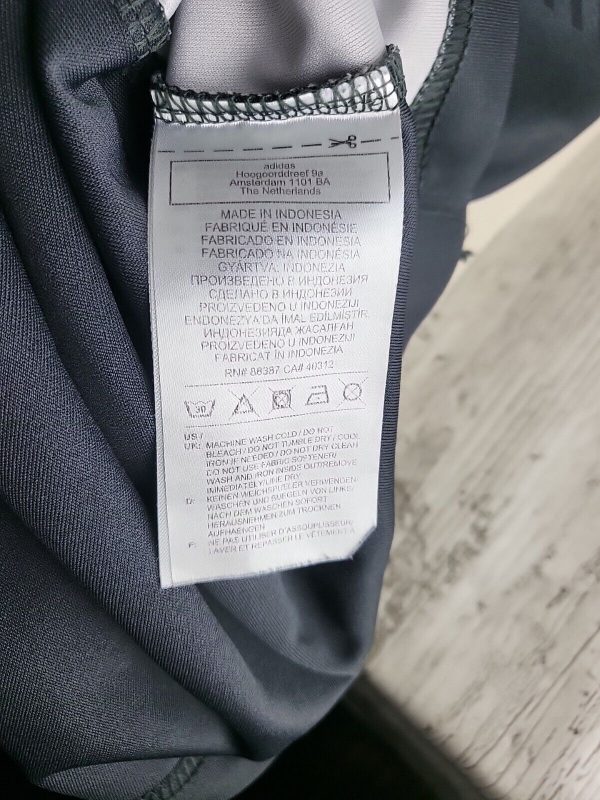 adidas
Hoogoorddreef 9a
Amsterdam 1101 BA
The Netherlands
MADE IN INDONESIA
FABRIQUÉ EN INDONÉSIE
FABRICADO EN INDONESIA
FABRICADO NA INDONÉSIA
GYÁRTVA: INDONEZIA
ПРОИЗВЕДЕНО В ИНДОНЕЗИЯ
СДЕЛАНО В ИНДОНЕЗИИ
PROIZVEDENO U INDONEZIJI
ENDONEZYA'DA İMAL EDİLMİŞTİR.
ИНДОНЕЗИЯДА ЖАСАЛҒАН
PROIZVEDENO U INDONEZIJI
FABRICAT ÎN INDONEZIA
RN# 88387 CA# 40312
30
US /
UK: MACHINE WASH COLD / DO NOT
BLEACH / DO NOT TUMBLE DRY / COOL
IRON IF NEEDED / DO NOT DRY CLEAN
DO NOT USE FABRIC SOFTENER/
WASH AND IRON INSIDE OUT/REMOVE
IMMEDIATELY/LINE DRY
D: KEINEN WEICHSPUELER VERWENDEN/
WASCHEN UND BUEGELN VON LINKS/
NACH DEM WASCHEN SOFORT
HERAUSNEHMEN ZUM TROCKNEN
AUFHAENGEN
F: NE PAS UTILISER D'ASSOUPLISSEUR/
LAVER ET REPASSER LE VÊTEMENT À